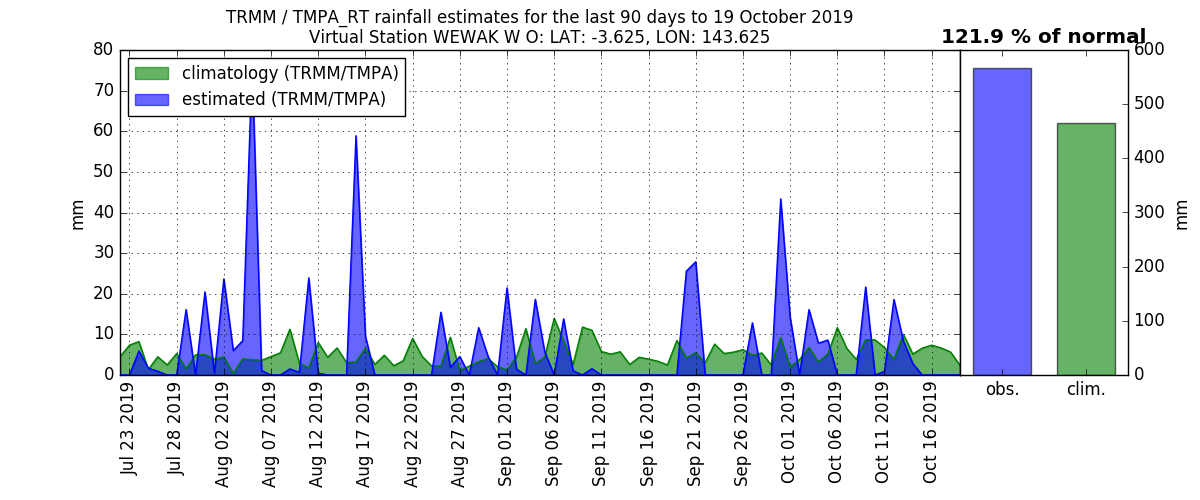 TRMM / TMPA_RT rainfall estimates for the last 90 days to 19 October 2019
Virtual Station WEWAK W O: LAT: -3.625, LON: 143.625
121.9 % of normal
climatology (TRMM/TMPA)
estimated (TRMM/TMPA)
mm
80
70
60
50
40
30
20
10
0
Jul 23 2019
Jul 28 2019
Aug 02 2019
Aug 07 2019
Aug 12 2019
Aug 17 2019
Aug 22 2019
Aug 27 2019
Sep 01 2019
Sep 06 2019
Sep 11 2019
Sep 16 2019
Sep 21 2019
Sep 26 2019
Oct 01 2019
Oct 06 2019
Oct 11 2019
Oct 16 2019
600
500
400
300
200
100
0
mm
obs.
clim.